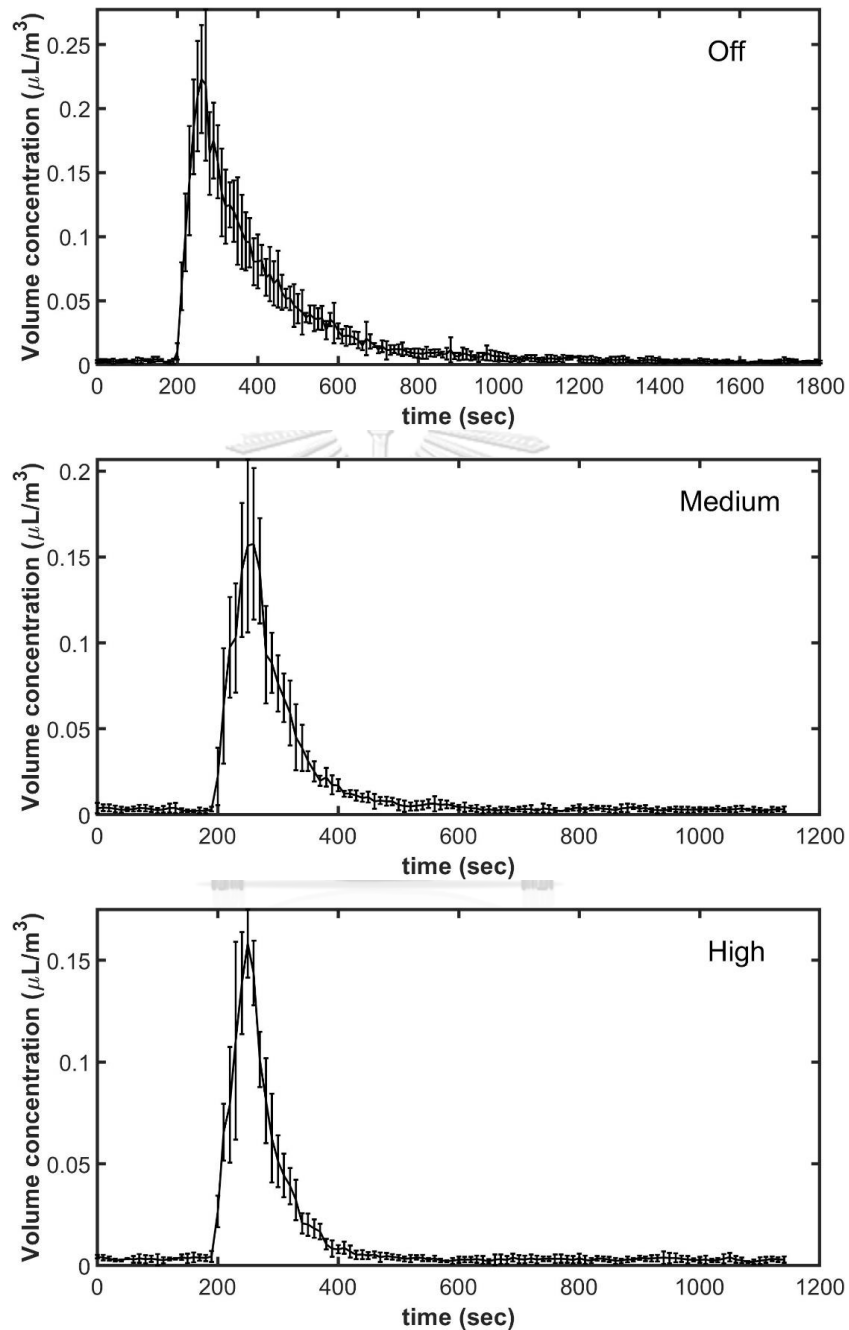 Off
Volume concentration (μL/m³)
0.25
0.2
0.15
0.1
0.05
0
0 200 400 600 800 1000 1200 1400 1600 1800
time (sec)
Medium
Volume concentration (μL/m³)
0.2
0.15
0.1
0.05
0
0 200 400 600 800 1000 1200
time (sec)
High
Volume concentration (μL/m³)
0.15
0.1
0.05
0
0 200 400 600 800 1000 1200
time (sec)